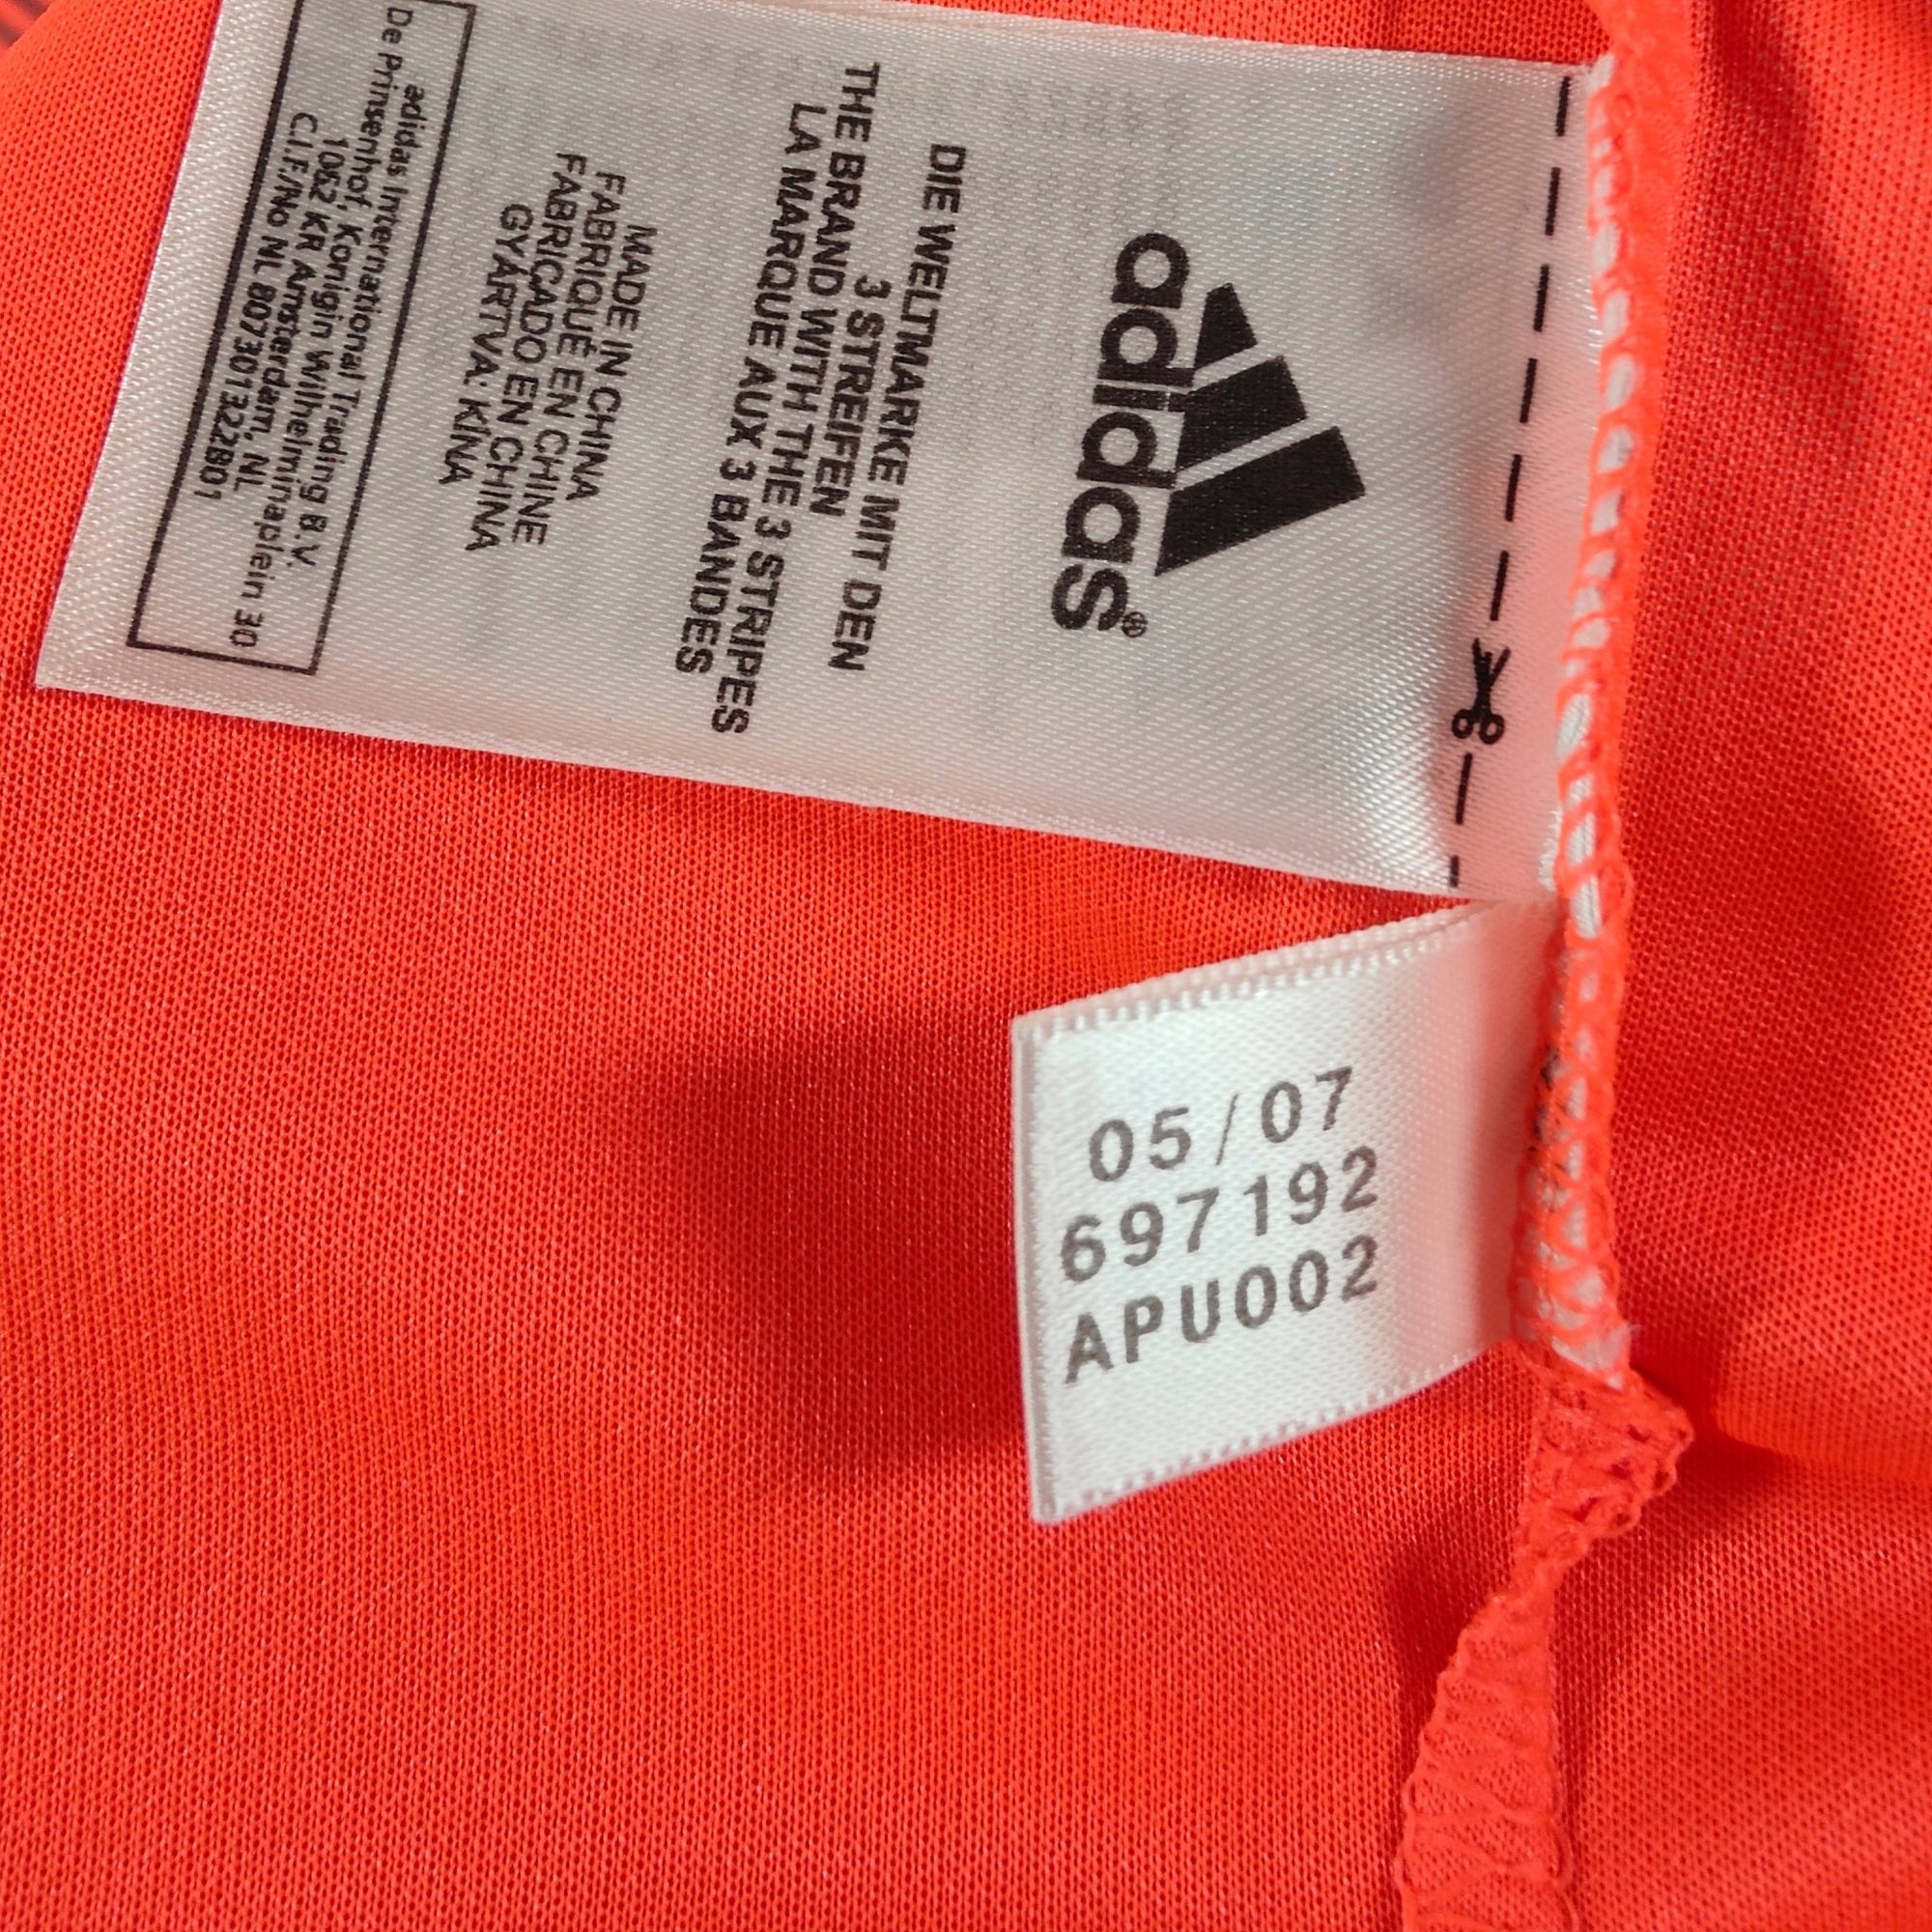 adidas®
DIE WELTMARKE MIT DEN
3 STREIFEN
THE BRAND WITH THE 3 STRIPES
LA MARQUE AUX 3 BANDES
MADE IN CHINA
FABRIQUÉ EN CHINE
FABRICADO EN CHINA
GYÁRTVA: KÍNA
adidas International Trading B.V.
De Prinsenhof, Konigin Wilhelminaplein 30
1062 KR Amsterdam, NL
C.I.F./No NL 807301322B01
05/07
697192
APU002